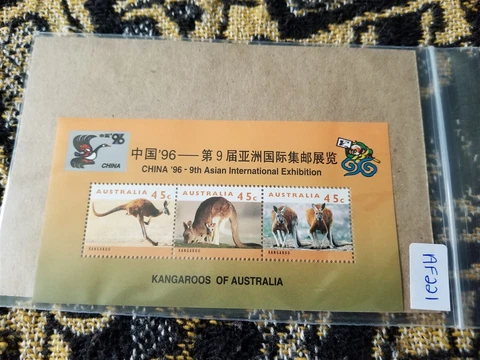 中国'96
CHINA
中国'96——第9届亚洲国际集邮展览
CHINA '96 · 9th Asian International Exhibition
96
AUSTRALIA
45c
KANGAROO
AUSTRALIA
45c
KANGAROO
AUSTRALIA
45c
KANGAROO
KANGAROOS OF AUSTRALIA
AF221